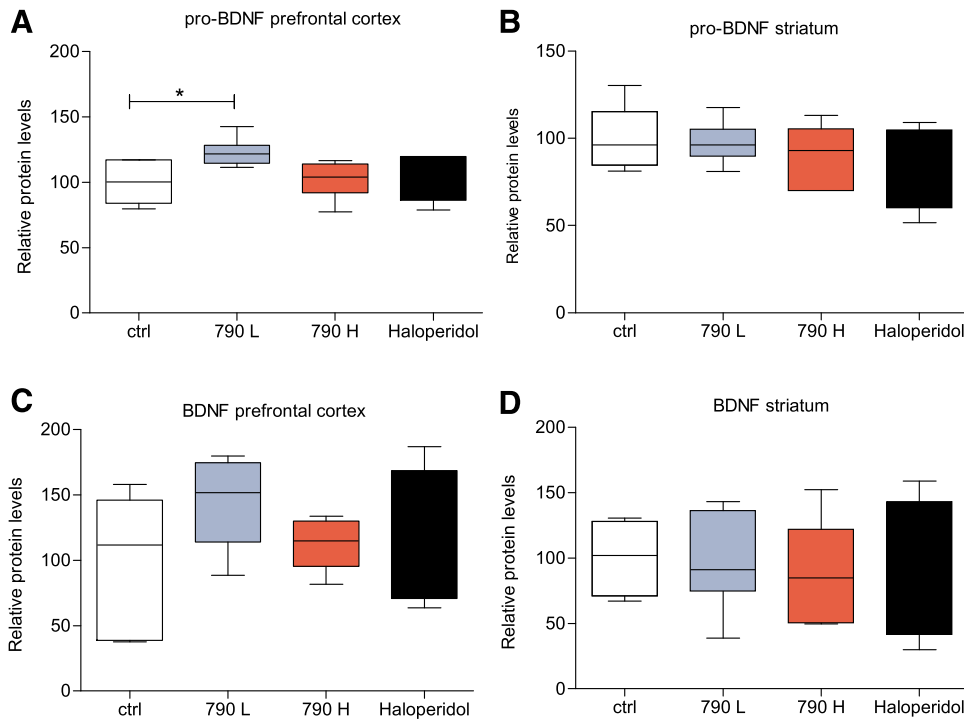 A
pro-BDNF prefrontal cortex
Relative protein levels
200
150
100
50
0
*
ctrl
790 L
790 H
Haloperidol
B
pro-BDNF striatum
Relative protein levels
150
100
50
0
ctrl
790 L
790 H
Haloperidol
C
BDNF prefrontal cortex
Relative protein levels
200
150
100
50
0
ctrl
790 L
790 H
Haloperidol
D
BDNF striatum
Relative protein levels
200
150
100
50
0
ctrl
790 L
790 H
Haloperidol